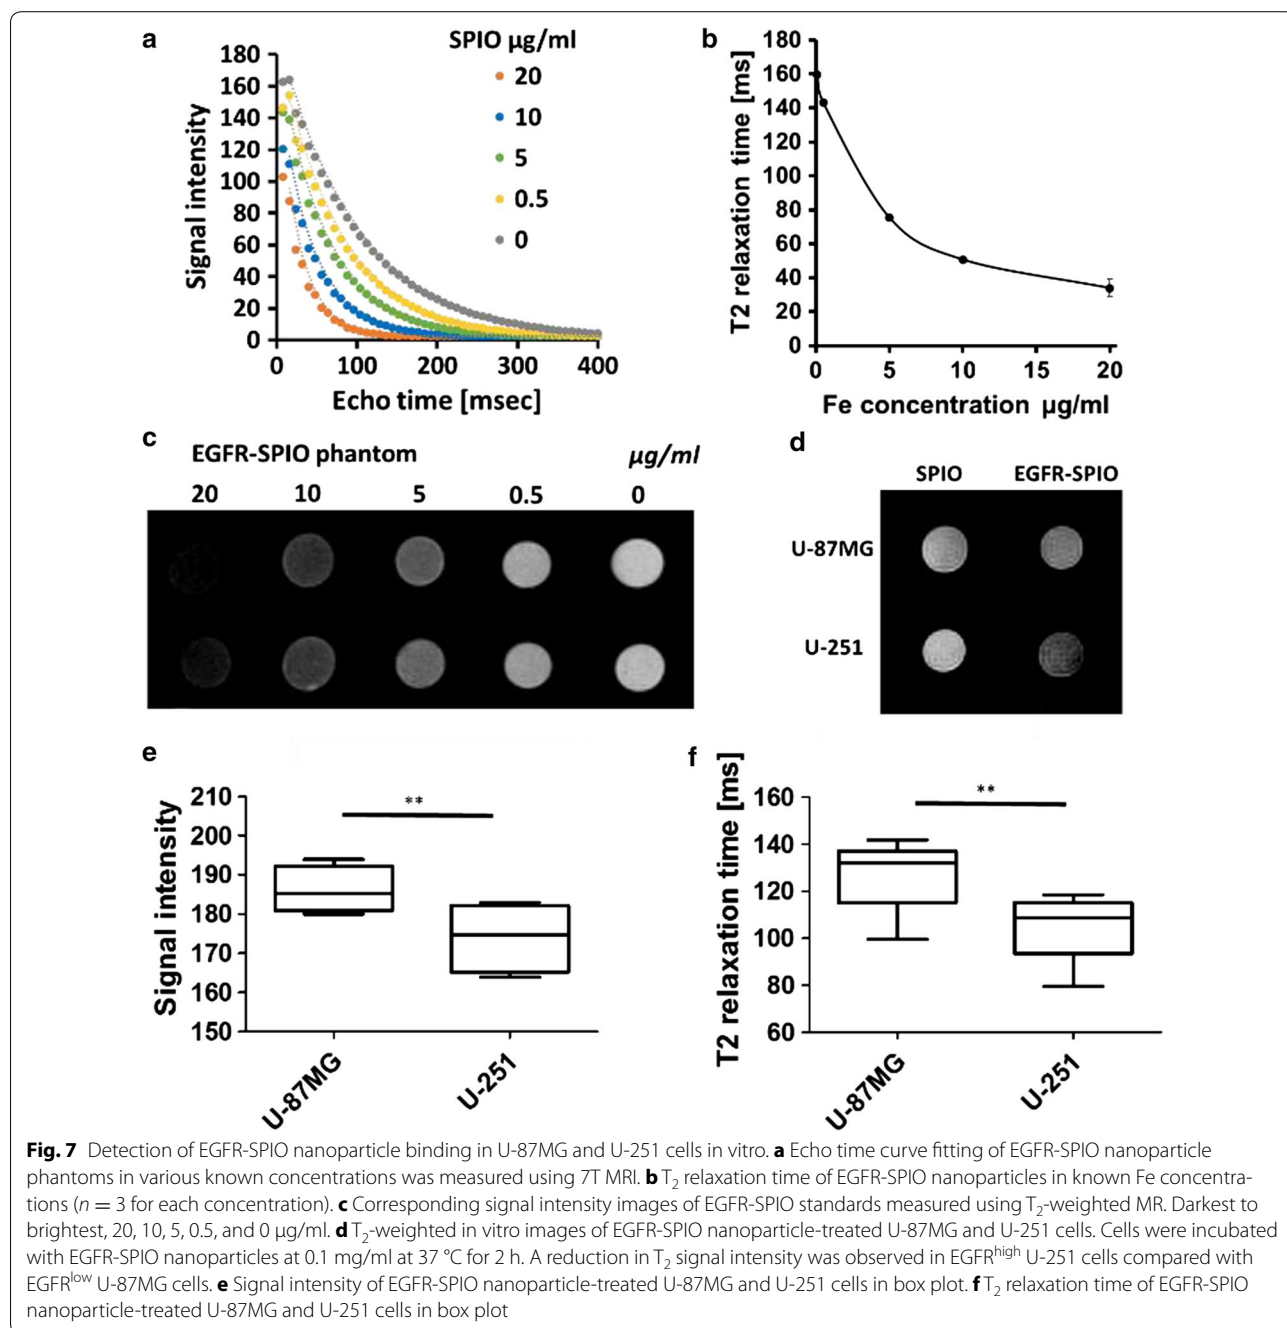 a
SPIO µg/ml
20
10
5
0.5
0
180
160
140
120
100
80
60
40
20
0
Signal intensity
0 100 200 300 400
Echo time [msec]
b
180
160
140
120
100
80
60
40
20
0
T2 relaxation time [ms]
0 5 10 15 20
Fe concentration µg/ml
c
EGFR-SPIO phantom µg/ml
20 10 5 0.5 0
d
SPIO EGFR-SPIO
U-87MG
U-251
e
210
200
190
180
170
160
150
Signal intensity
**
U-87MG U-251
f
160
140
120
100
80
60
T2 relaxation time [ms]
**
U-87MG U-251
Fig. 7 Detection of EGFR-SPIO nanoparticle binding in U-87MG and U-251 cells in vitro. a Echo time curve fitting of EGFR-SPIO nanoparticle
phantoms in various known concentrations was measured using 7T MRI. b T2 relaxation time of EGFR-SPIO nanoparticles in known Fe concentra-
tions (n = 3 for each concentration). c Corresponding signal intensity images of EGFR-SPIO standards measured using T2-weighted MR. Darkest to
brightest, 20, 10, 5, 0.5, and 0 µg/ml. d T2-weighted in vitro images of EGFR-SPIO nanoparticle-treated U-87MG and U-251 cells. Cells were incubated
with EGFR-SPIO nanoparticles at 0.1 mg/ml at 37 °C for 2 h. A reduction in T2 signal intensity was observed in EGFRhigh U-251 cells compared with
EGFRlow U-87MG cells. e Signal intensity of EGFR-SPIO nanoparticle-treated U-87MG and U-251 cells in box plot. f T2 relaxation time of EGFR-SPIO
nanoparticle-treated U-87MG and U-251 cells in box plot